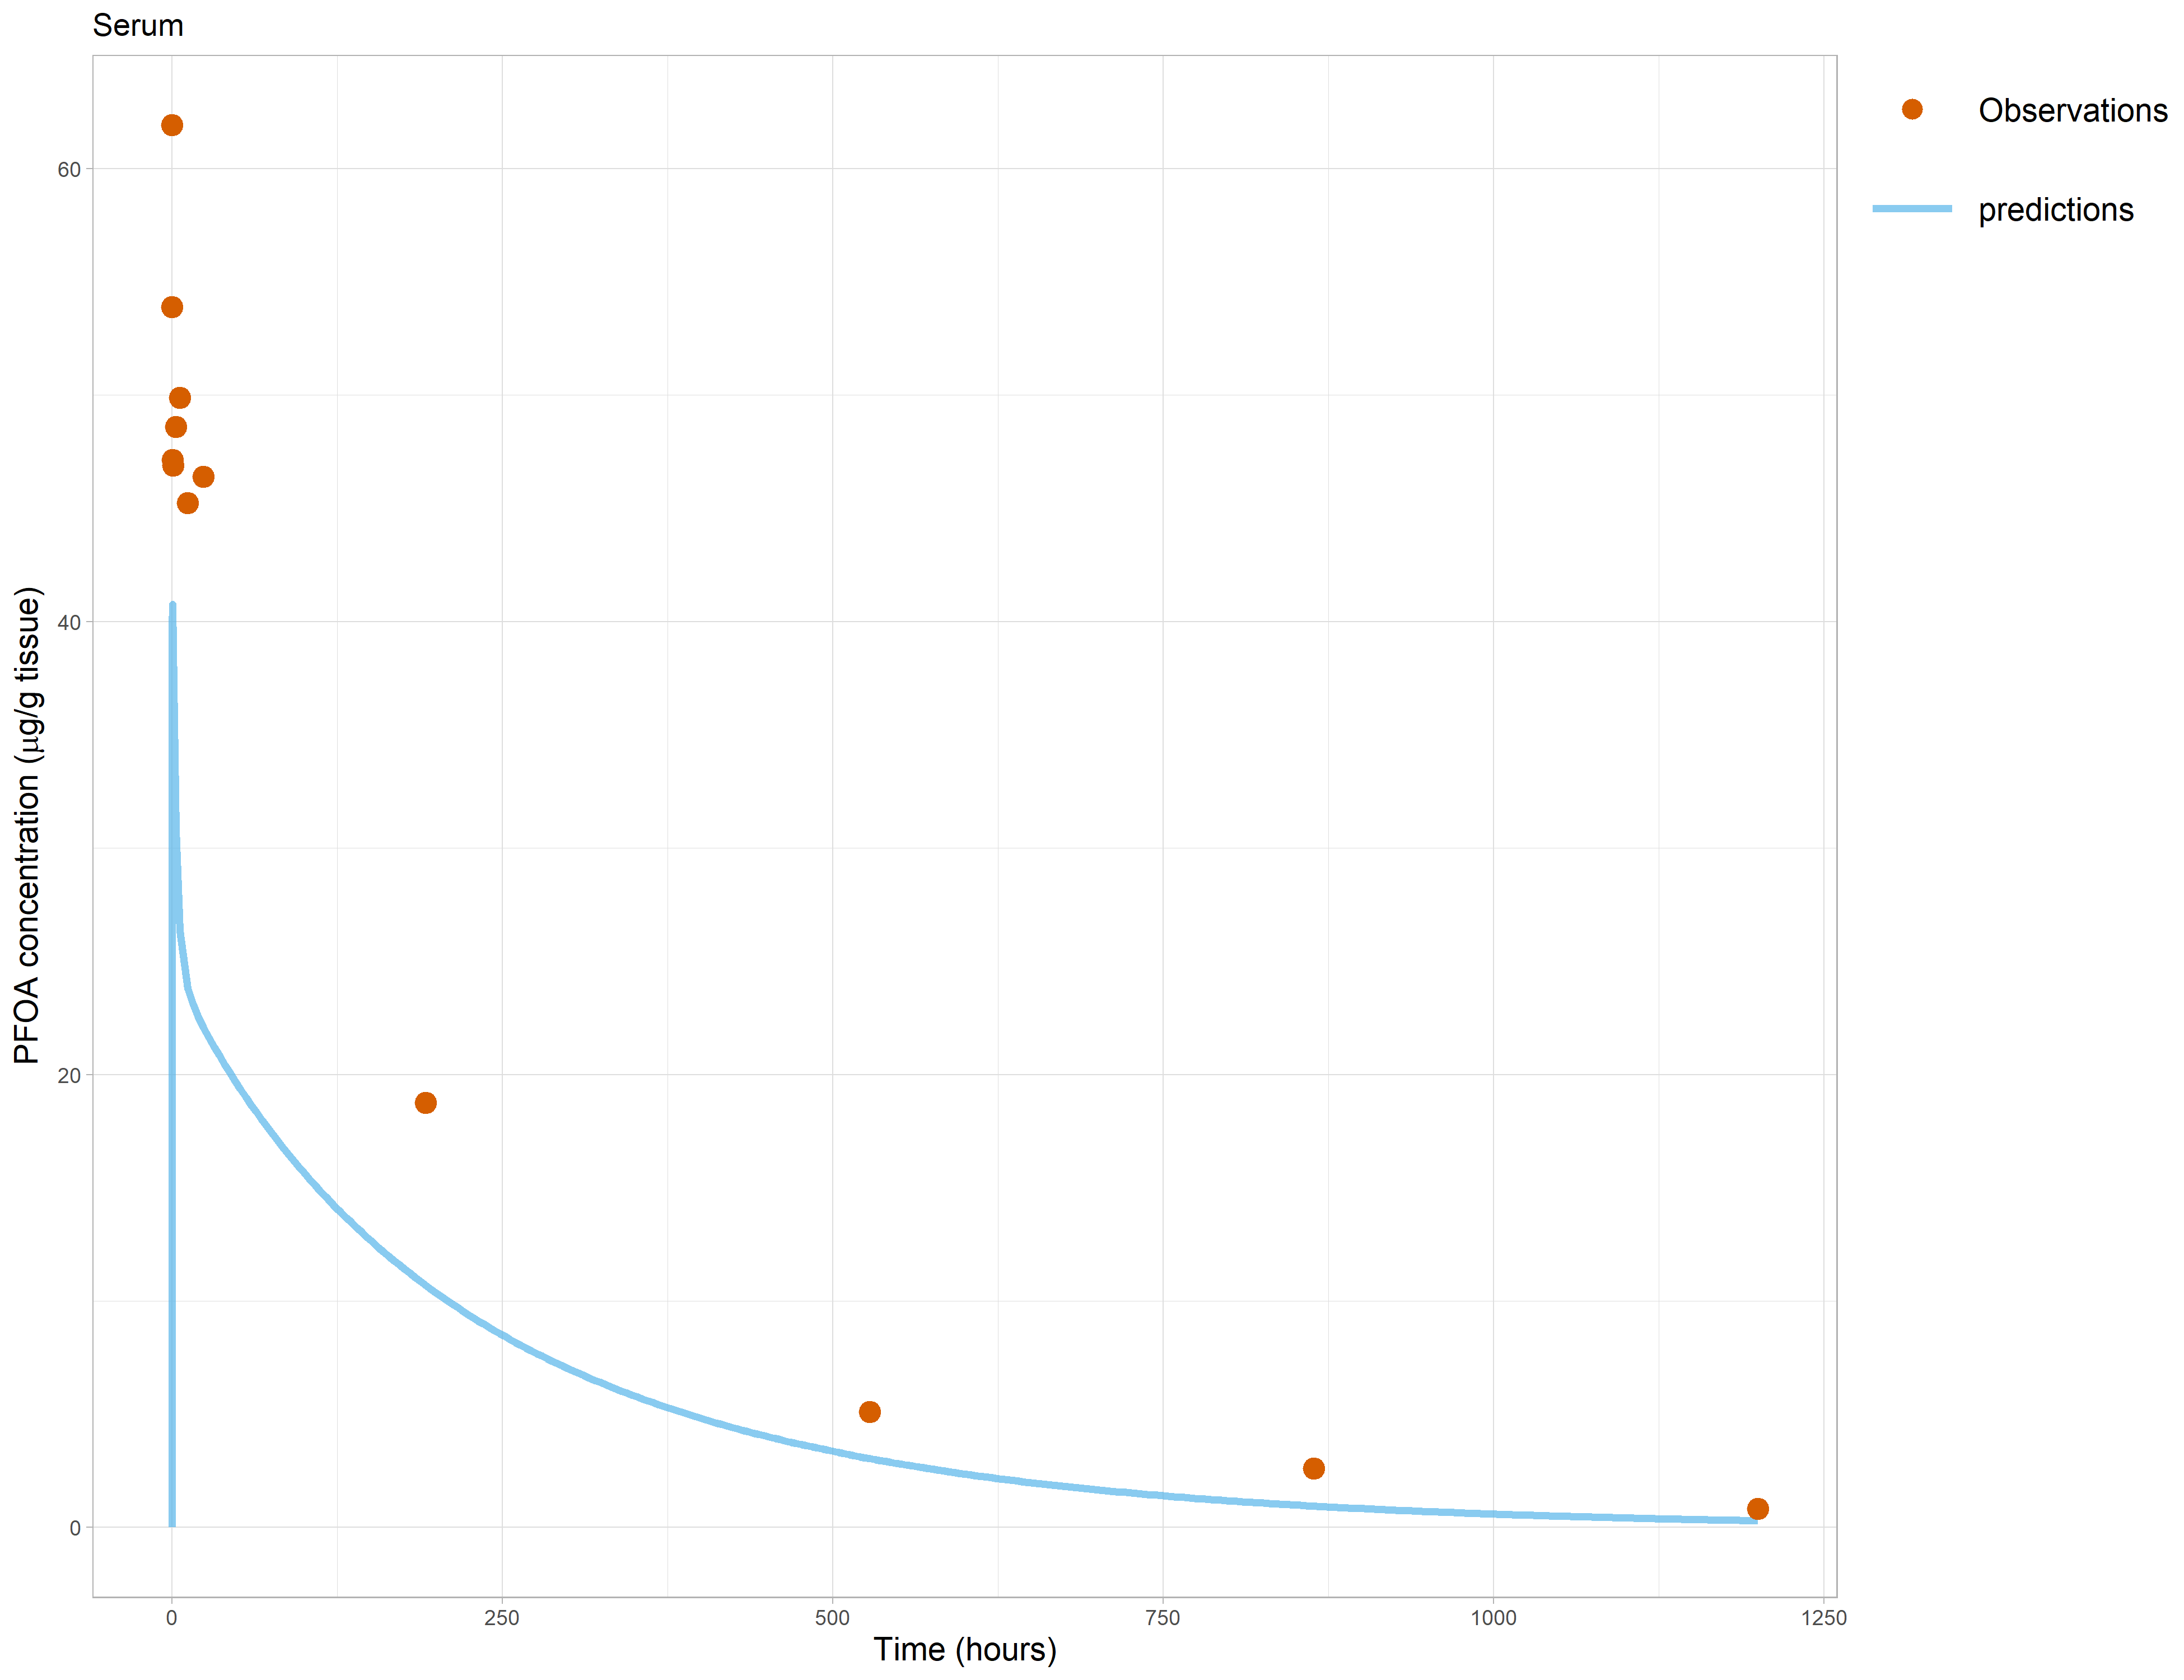 Serum
Observations
predictions
60
40
20
0
PFOA concentration (μg/g tissue)
0 250 500 750 1000 1250
Time (hours)